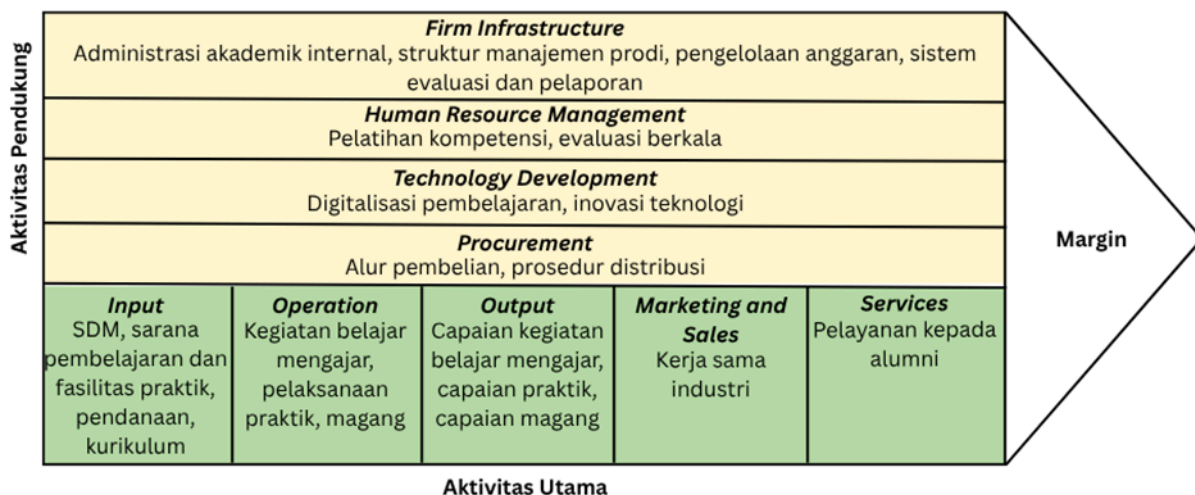 Aktivitas Pendukung
Firm Infrastructure
Administrasi akademik internal, struktur manajemen prodi, pengelolaan anggaran, sistem
evaluasi dan pelaporan
Human Resource Management
Pelatihan kompetensi, evaluasi berkala
Technology Development
Digitalisasi pembelajaran, inovasi teknologi
Procurement
Alur pembelian, prosedur distribusi
Margin
Input
SDM, sarana
pembelajaran dan
fasilitas praktik,
pendanaan,
kurikulum
Operation
Kegiatan belajar
mengajar,
pelaksanaan
praktik, magang
Output
Capaian kegiatan
belajar mengajar,
capaian praktik,
capaian magang
Marketing and
Sales
Kerja sama
industri
Services
Pelayanan kepada
alumni
Aktivitas Utama